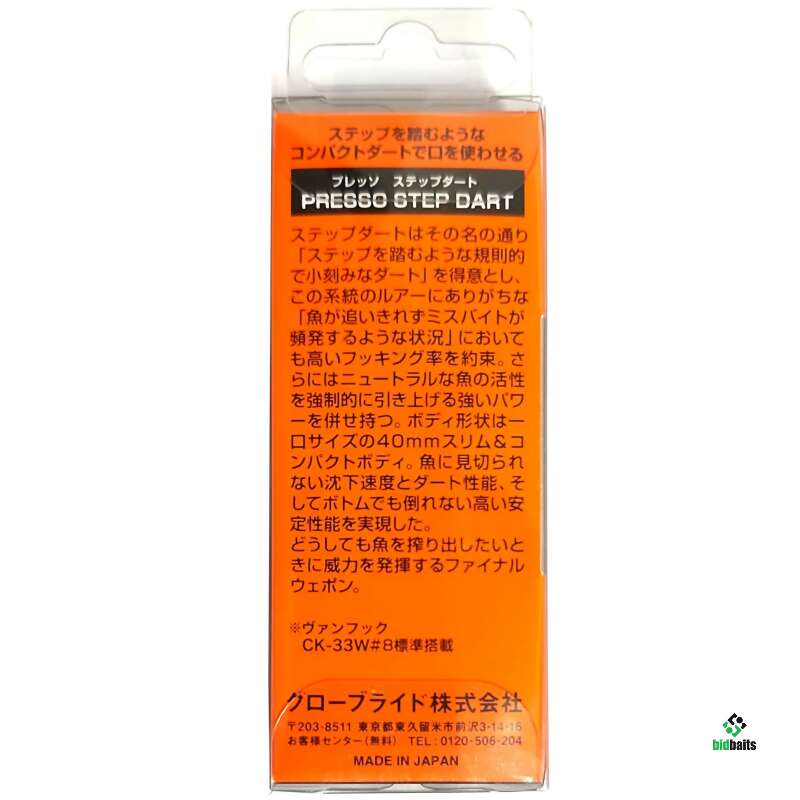 ステップを踏むような
コンパクトダートで口を使わせる
プレッソ ステップダート
PRESSO STEP DART
ステップダートはその名の通り
「ステップを踏むような規則的
で小刻みなダート」を得意とし、
この系統のルアーにありがちな
「魚が追いきれずミスバイトが
頻発するような状況」において
も高いフッキング率を約束。さ
らにはニュートラルな魚の活性
を強制的に引き上げる強いパワ
ーを併せ持つ。ボディ形状は一
口サイズの40mmスリム&コ
ンパクトボディ。魚に見切られ
ない沈下速度とダート性能、そ
してボトムでも倒れない高い安
定性能を実現した。
どうしても魚を搾り出したいと
きに威力を発揮するファイナル
ウェポン。
※ヴァンフック
CK-33W#8標準搭載
グローブライド株式会社
〒203-8511 東京都東久留米市前沢3-14-16
お客様センター(無料) TEL: 0120-506-204
MADE IN JAPAN
bidbaits